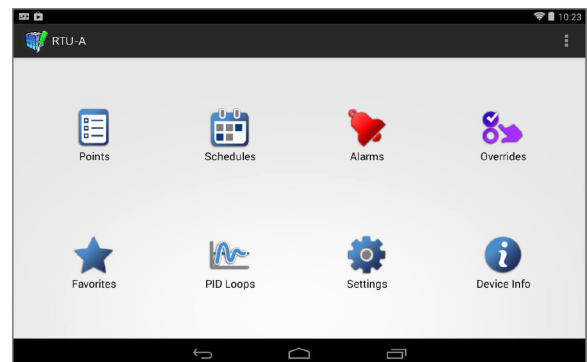 10:23
RTU-A
Points
Schedules
Alarms
Overrides
Favorites
PID Loops
Settings
Device Info